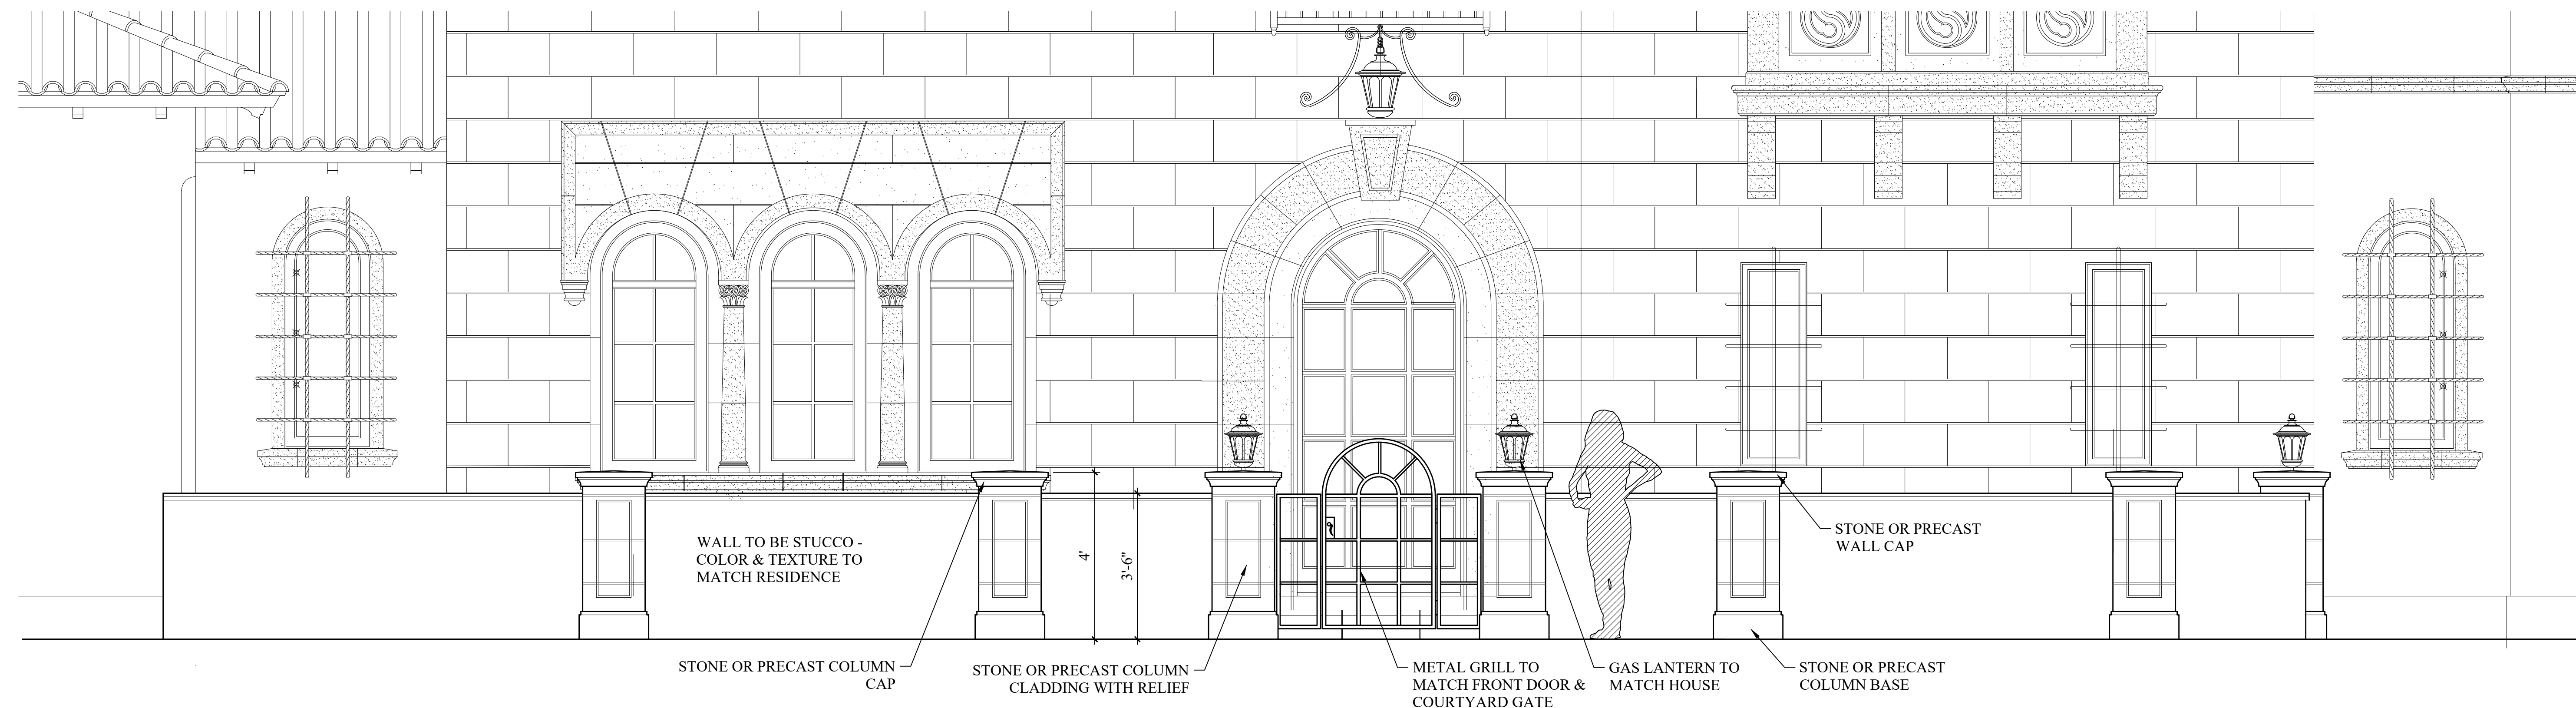 WALL TO BE STUCCO -
COLOR & TEXTURE TO
MATCH RESIDENCE
4'
3'-6"
STONE OR PRECAST
WALL CAP
STONE OR PRECAST COLUMN
CAP
STONE OR PRECAST COLUMN
CLADDING WITH RELIEF
METAL GRILL TO
MATCH FRONT DOOR &
COURTYARD GATE
GAS LANTERN TO
MATCH HOUSE
STONE OR PRECAST
COLUMN BASE